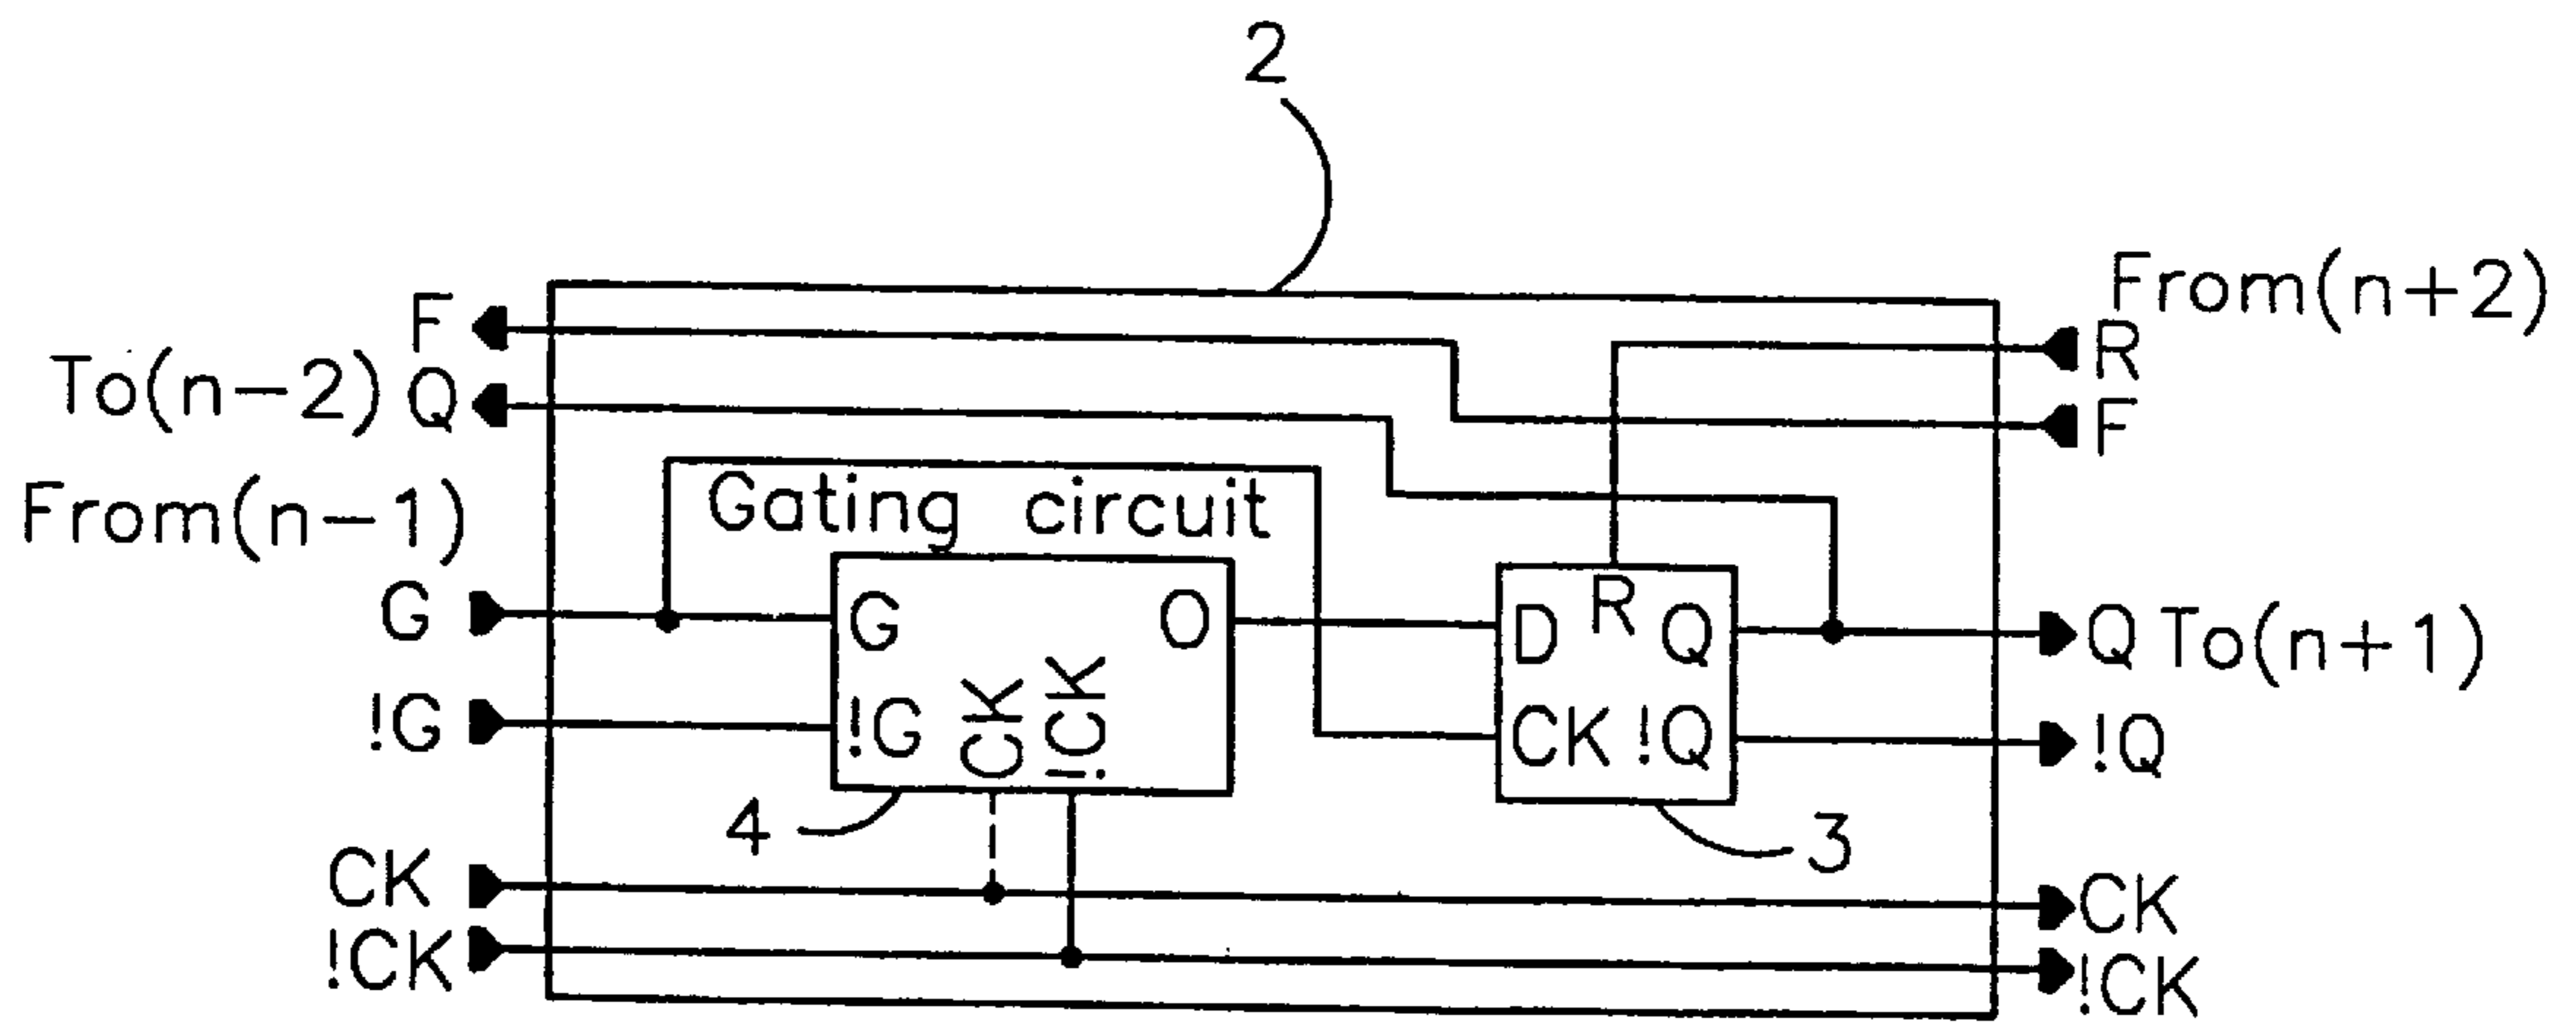 2
From(n+2)
F
R
To(n-2) Q
F
From(n-1)
Gating circuit
G
G
O
D
R
Q
Q To(n+1)
!G
!G
CK
!CK
CK
!Q
!Q
4
3
CK
CK
!CK
!CK